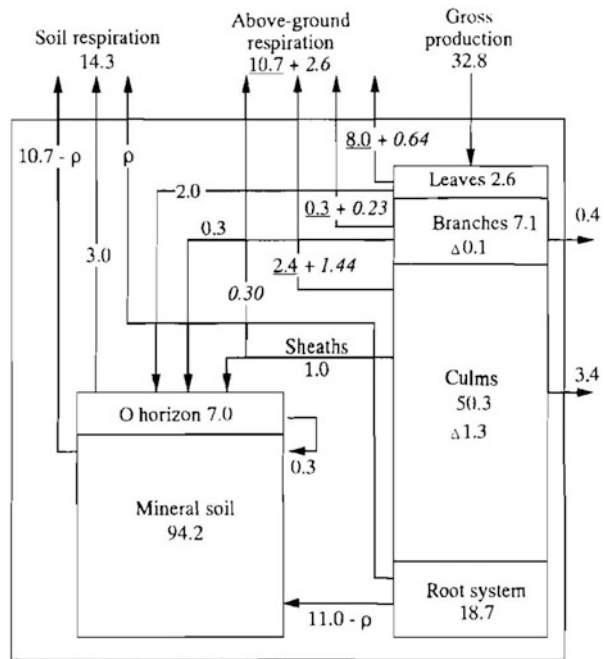 Soil respiration
14.3
Above-ground
respiration
10.7 + 2.6
Gross
production
32.8
10.7 - ρ
ρ
8.0 + 0.64
Leaves 2.6
2.0
0.3 + 0.23
Branches 7.1
Δ0.1
0.4
0.3
3.0
2.4 + 1.44
0.30
Sheaths
1.0
Culms
50.3
Δ1.3
3.4
O horizon 7.0
0.3
Mineral soil
94.2
Root system
18.7
11.0 - ρ